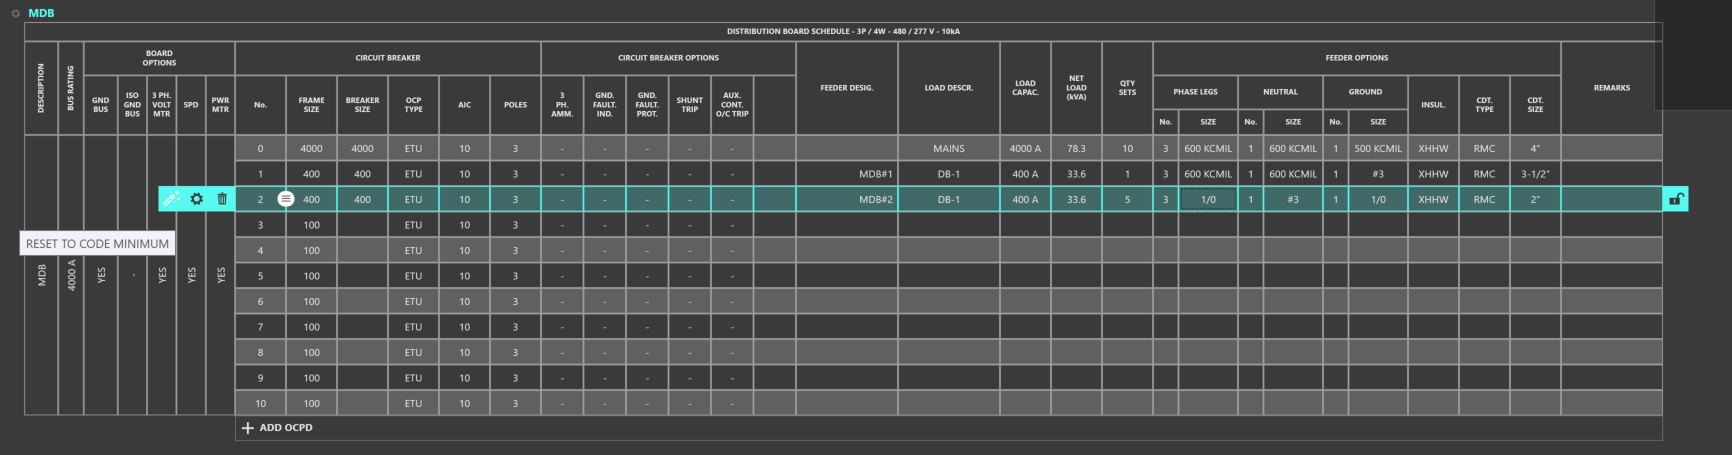 MDB
DISTRIBUTION BOARD SCHEDULE - 3P / 4W - 480 / 277 V - 10kA
DESCRIPTION
BUS RATING
BOARD OPTIONS
CIRCUIT BREAKER
CIRCUIT BREAKER OPTIONS
FEEDER DESIG.
LOAD DESCR.
LOAD CAPAC.
NET LOAD (kVA)
QTY SETS
FEEDER OPTIONS
REMARKS
GND BUS
ISO GND BUS
3 PH. VOLT MTR
SPD
PWR MTR
No.
FRAME SIZE
BREAKER SIZE
OCP TYPE
AIC
POLES
3 PH. AMM.
GND. FAULT. IND.
GND. FAULT. PROT.
SHUNT TRIP
AUX. CONT. O/C TRIP
PHASE LEGS
NEUTRAL
GROUND
INSUL.
CDT. TYPE
CDT. SIZE
No. SIZE No. SIZE No. SIZE
0 4000 4000 ETU 10 3 - - - - - MAINS 4000 A 78.3 10 3 600 KCMIL 1 600 KCMIL 1 500 KCMIL XHHW RMC 4"
1 400 400 ETU 10 3 - - - - - MDB#1 DB-1 400 A 33.6 1 3 600 KCMIL 1 600 KCMIL 1 #3 XHHW RMC 3-1/2"
2 400 400 ETU 10 3 - - - - - MDB#2 DB-1 400 A 33.6 5 3 1/0 1 #3 1 1/0 XHHW RMC 2"
3 100 ETU 10 3 - - - - -
RESET TO CODE MINIMUM
4 100 ETU 10 3 - - - - -
MDB 4000 A YES - YES YES YES
5 100 ETU 10 3 - - - - -
6 100 ETU 10 3 - - - - -
7 100 ETU 10 3 - - - - -
8 100 ETU 10 3 - - - - -
9 100 ETU 10 3 - - - - -
10 100 ETU 10 3 - - - - -
+ ADD OCPD